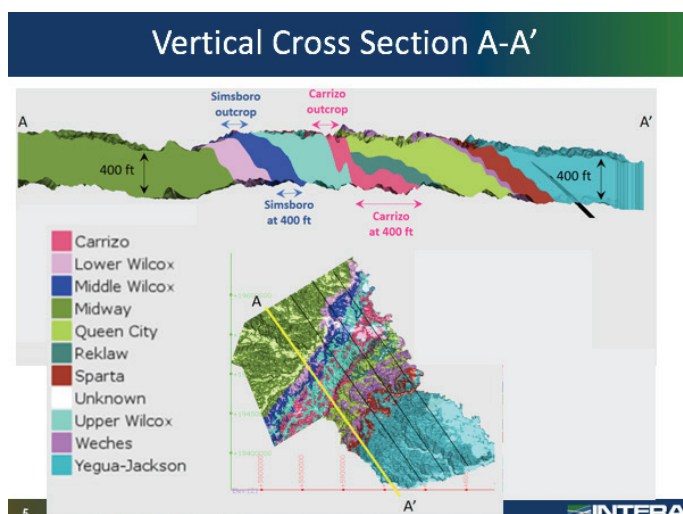 Vertical Cross Section A-A’
Simsboro
outcrop
Carrizo
outcrop
A
A’
400 ft
400 ft
Simsboro
at 400 ft
Carrizo
at 400 ft
Carrizo
Lower Wilcox
Middle Wilcox
Midway
Queen City
Reklaw
Sparta
Unknown
Upper Wilcox
Weches
Yegua-Jackson
A
A’
5
INTERA